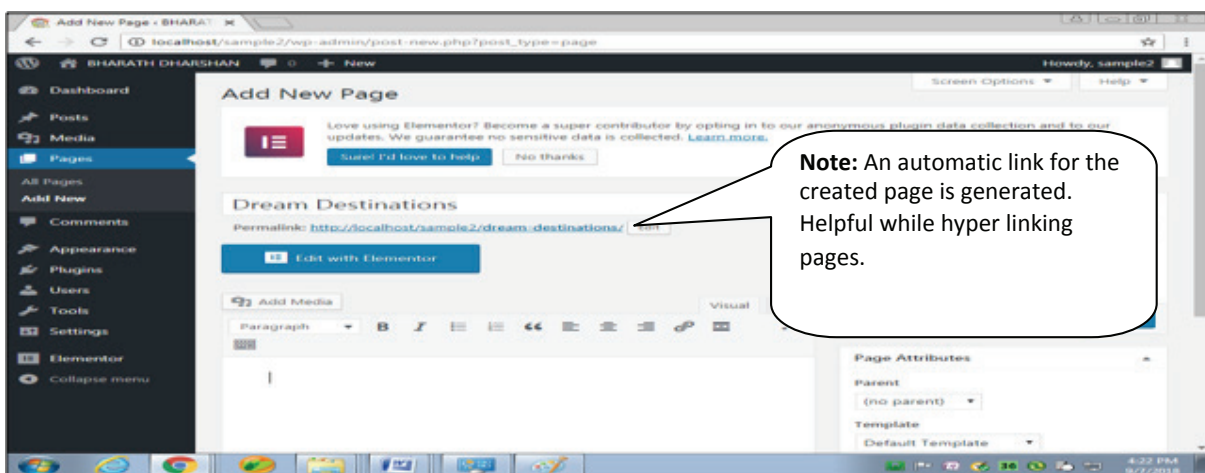 Add New Page ‹ BHARAT
localhost/sample2/wp-admin/post-new.php?post_type=page
BHARATH DHARSHAN 0 + New Howdy, sample2
Screen Options Help
Dashboard
Posts
Media
Pages
All Pages
Add New
Comments
Appearance
Plugins
Users
Tools
Settings
Elementor
Collapse menu
Add New Page
Love using Elementor? Become a super contributor by opting in to our anonymous plugin data collection and to our
updates. We guarantee no sensitive data is collected. Learn more.
Sure! I'd love to help No thanks
Dream Destinations
Permalink: http://localhost/sample2/dream-destinations/ Edit
Edit with Elementor
Add Media
Visual
Paragraph B I
Note: An automatic link for the
created page is generated.
Helpful while hyper linking
pages.
Page Attributes
Parent
(no parent)
Template
Default Template
4:22 PM